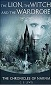 THE LION, THE WITCH
AND THE WARDROBE
THE CHRONICLES OF NARNIA
C.S. LEWIS